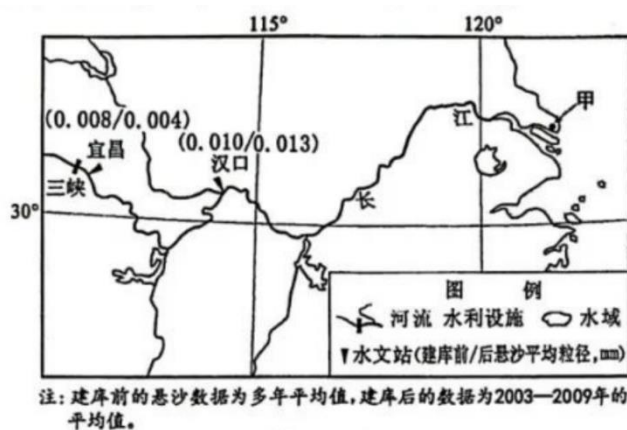 115°
120°
(0.008/0.004)
宜昌
(0.010/0.013)
汉口
甲
江
三峡
长
30°
图 例
河流 水利设施 水域
水文站(建库前/后悬沙平均粒径,mm)
注：建库前的悬沙数据为多年平均值,建库后的数据为2003—2009年的
平均值。